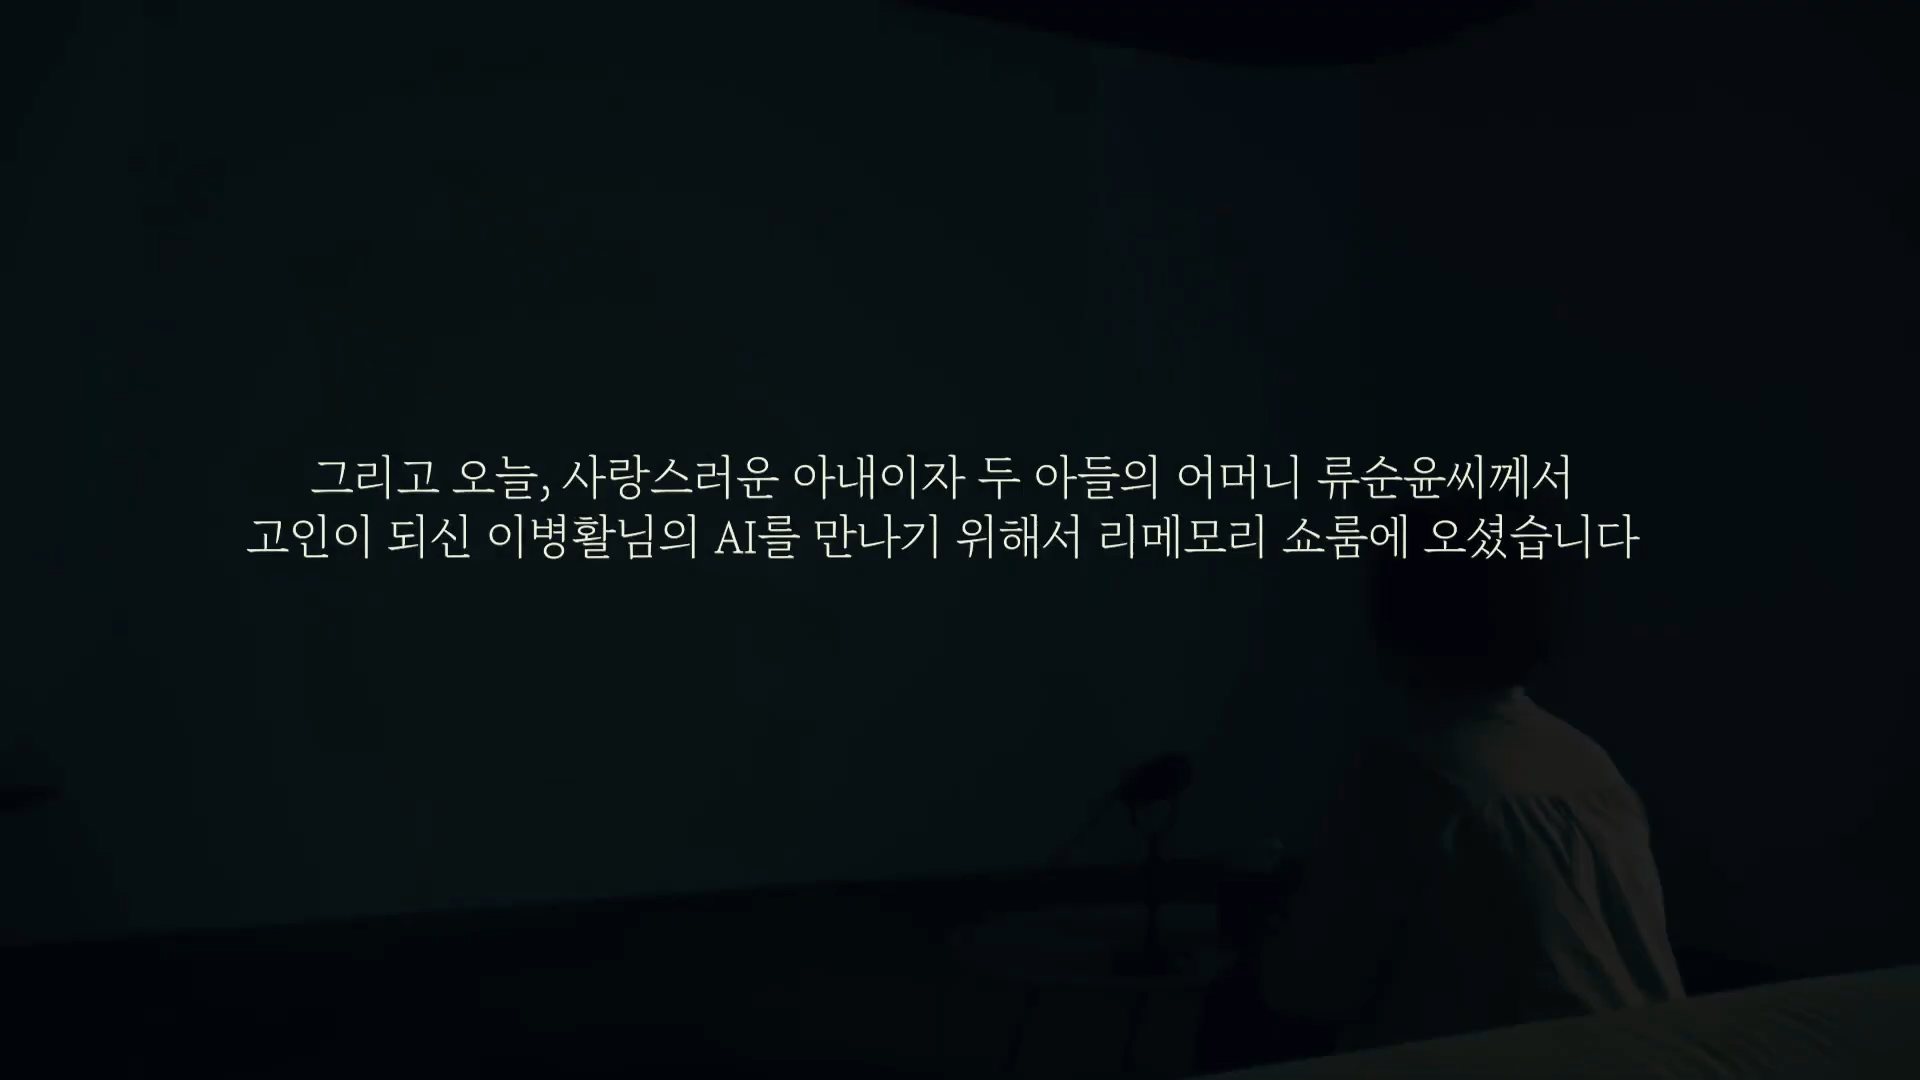 그리고 오늘, 사랑스러운 아내이자 두 아들의 어머니 류순윤씨께서
고인이 되신 이병활님의 AI를 만나기 위해서 리메모리 쇼룸에 오셨습니다